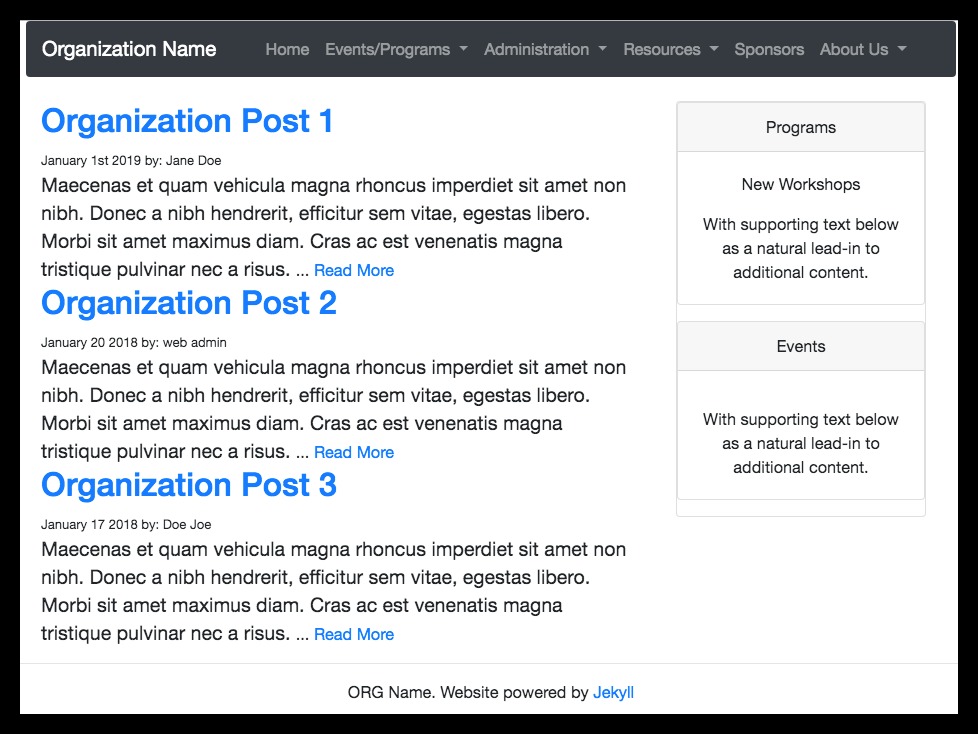 Organization Name Home Events/Programs Administration Resources Sponsors About Us
Organization Post 1
January 1st 2019 by: Jane Doe
Maecenas et quam vehicula magna rhoncus imperdiet sit amet non
nibh. Donec a nibh hendrerit, efficitur sem vitae, egestas libero.
Morbi sit amet maximus diam. Cras ac est venenatis magna
tristique pulvinar nec a risus. ... Read More
Organization Post 2
January 20 2018 by: web admin
Maecenas et quam vehicula magna rhoncus imperdiet sit amet non
nibh. Donec a nibh hendrerit, efficitur sem vitae, egestas libero.
Morbi sit amet maximus diam. Cras ac est venenatis magna
tristique pulvinar nec a risus. ... Read More
Organization Post 3
January 17 2018 by: Doe Joe
Maecenas et quam vehicula magna rhoncus imperdiet sit amet non
nibh. Donec a nibh hendrerit, efficitur sem vitae, egestas libero.
Morbi sit amet maximus diam. Cras ac est venenatis magna
tristique pulvinar nec a risus. ... Read More
Programs
New Workshops
With supporting text below
as a natural lead-in to
additional content.
Events
With supporting text below
as a natural lead-in to
additional content.
ORG Name. Website powered by Jekyll